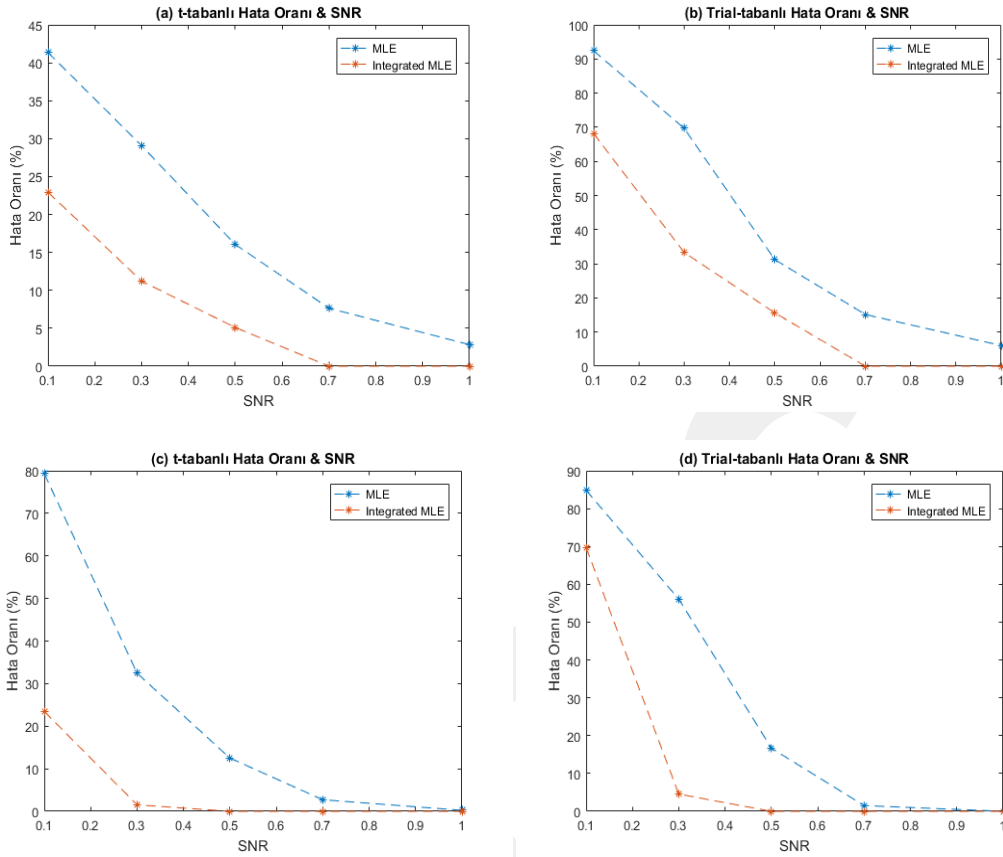 (a) t-tabanlı Hata Oranı & SNR
45
40
35
30
25
20
15
10
5
0
Hata Oranı (%)
MLE
Integrated MLE
0.1 0.2 0.3 0.4 0.5 0.6 0.7 0.8 0.9 1
SNR
(b) Trial-tabanlı Hata Oranı & SNR
100
90
80
70
60
50
40
30
20
10
0
Hata Oranı (%)
MLE
Integrated MLE
0.1 0.2 0.3 0.4 0.5 0.6 0.7 0.8 0.9 1
SNR
(c) t-tabanlı Hata Oranı & SNR
80
70
60
50
40
30
20
10
0
Hata Oranı (%)
MLE
Integrated MLE
0.1 0.2 0.3 0.4 0.5 0.6 0.7 0.8 0.9 1
SNR
(d) Trial-tabanlı Hata Oranı & SNR
90
80
70
60
50
40
30
20
10
0
Hata Oranı (%)
MLE
Integrated MLE
0.1 0.2 0.3 0.4 0.5 0.6 0.7 0.8 0.9 1
SNR